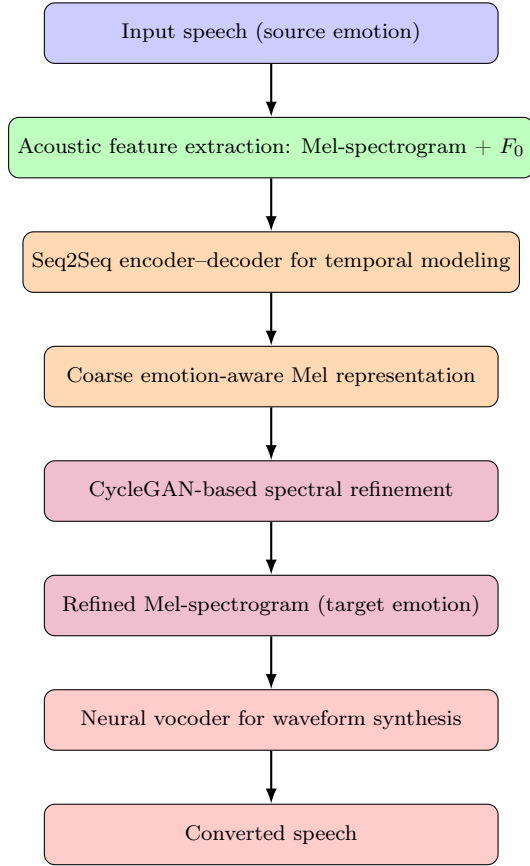 Input speech (source emotion)
Acoustic feature extraction: Mel-spectrogram + F₀
Seq2Seq encoder–decoder for temporal modeling
Coarse emotion-aware Mel representation
CycleGAN-based spectral refinement
Refined Mel-spectrogram (target emotion)
Neural vocoder for waveform synthesis
Converted speech